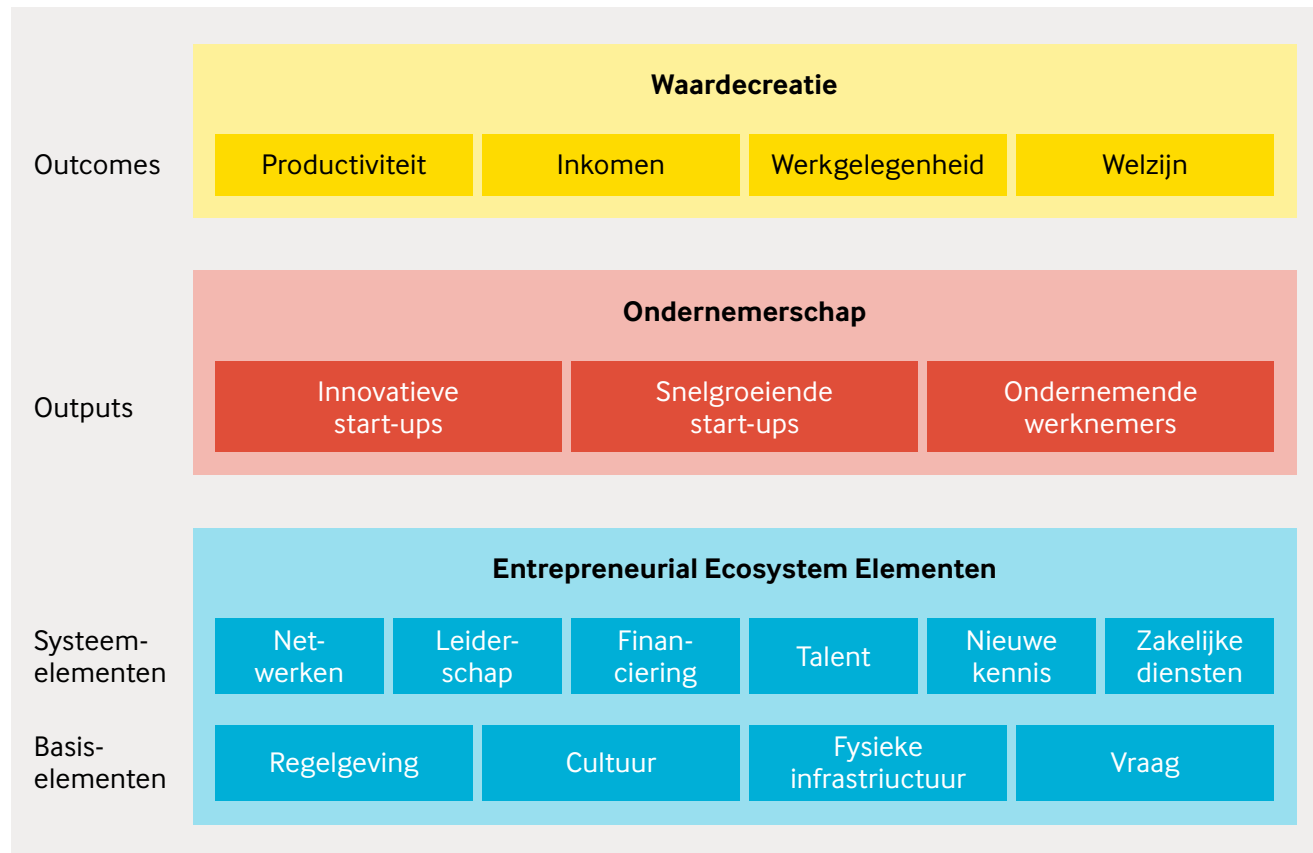 Waardecreatie
Outcomes
Productiviteit
Inkomen
Werkgelegenheid
Welzijn
Ondernemerschap
Outputs
Innovatieve
start-ups
Snelgroeiende
start-ups
Ondernemende
werknemers
Entrepreneurial Ecosystem Elementen
Systeem-
elementen
Net-
werken
Leider-
schap
Finan-
ciering
Talent
Nieuwe
kennis
Zakelijke
diensten
Basis-
elementen
Regelgeving
Cultuur
Fysieke
infrastriuctuur
Vraag